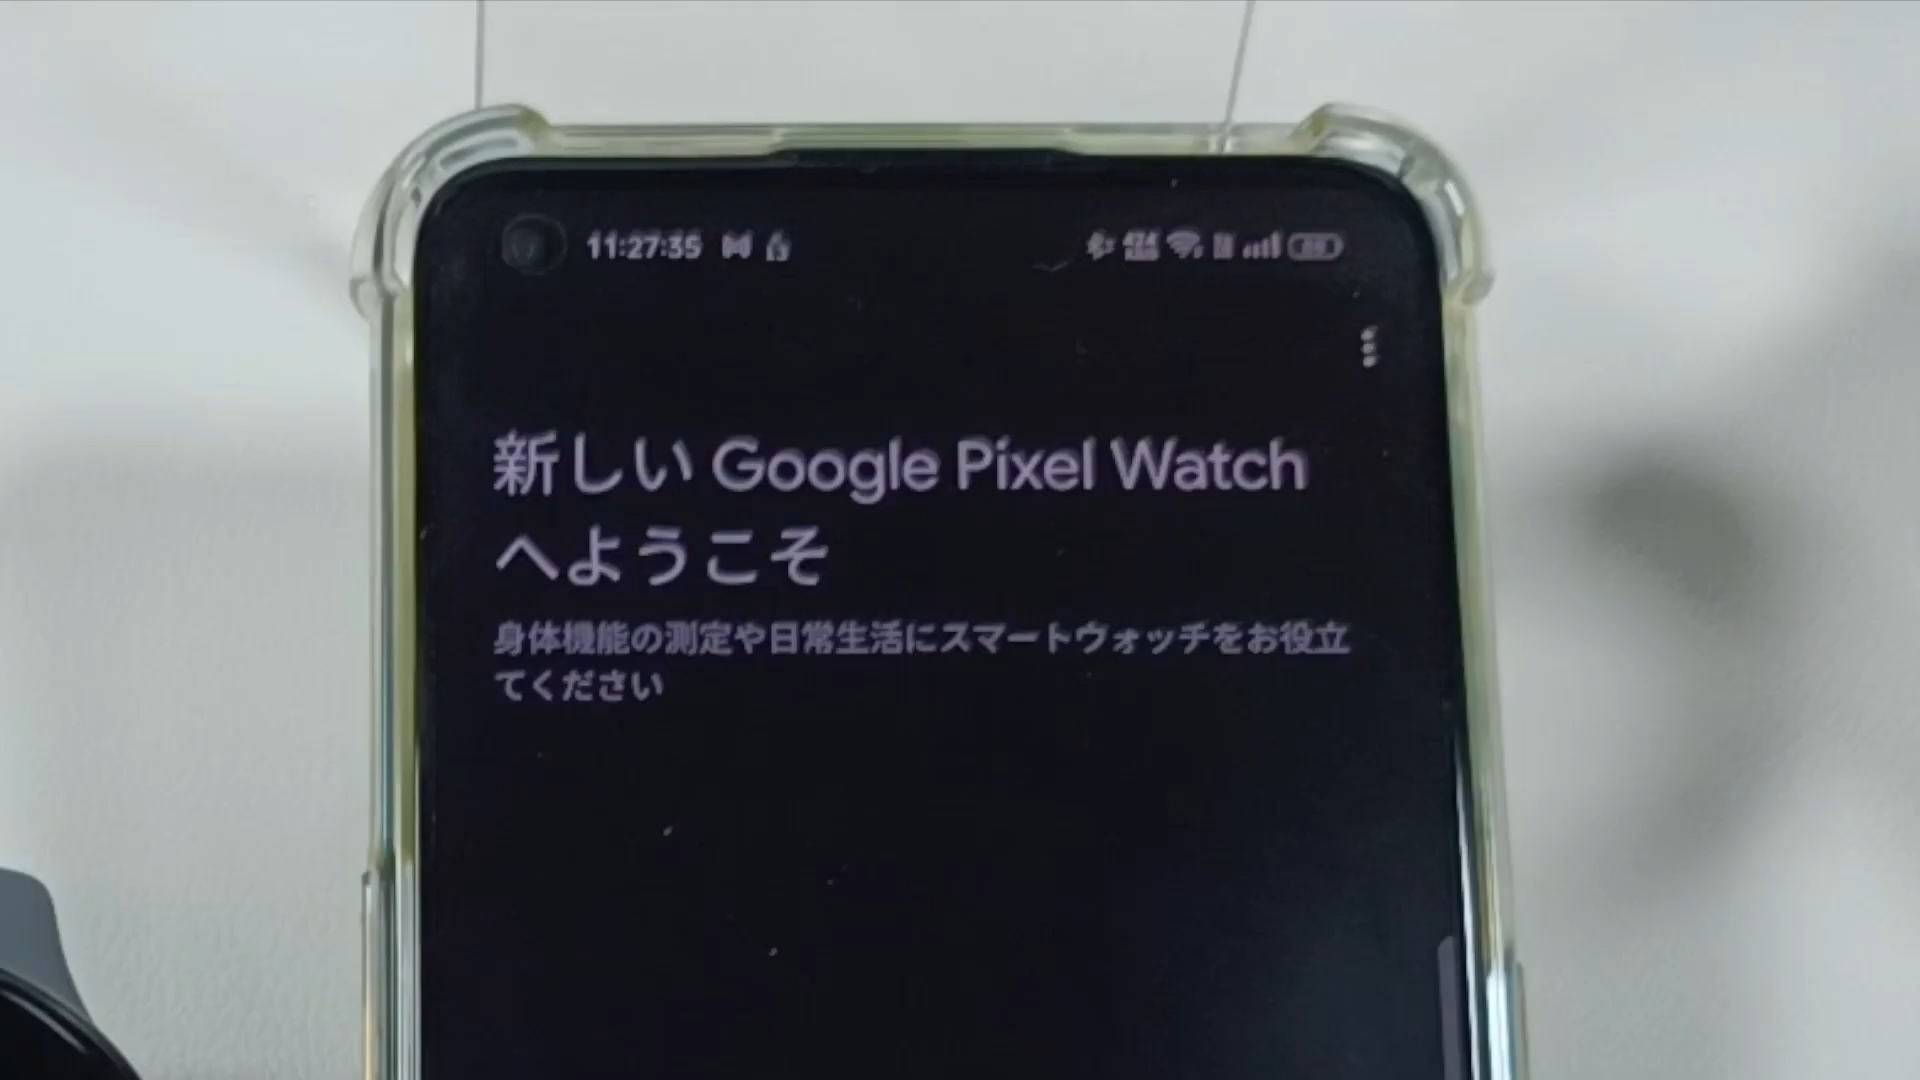 11:27:35
新しい Google Pixel Watch
へようこそ
身体機能の測定や日常生活にスマートウォッチをお役立
てください